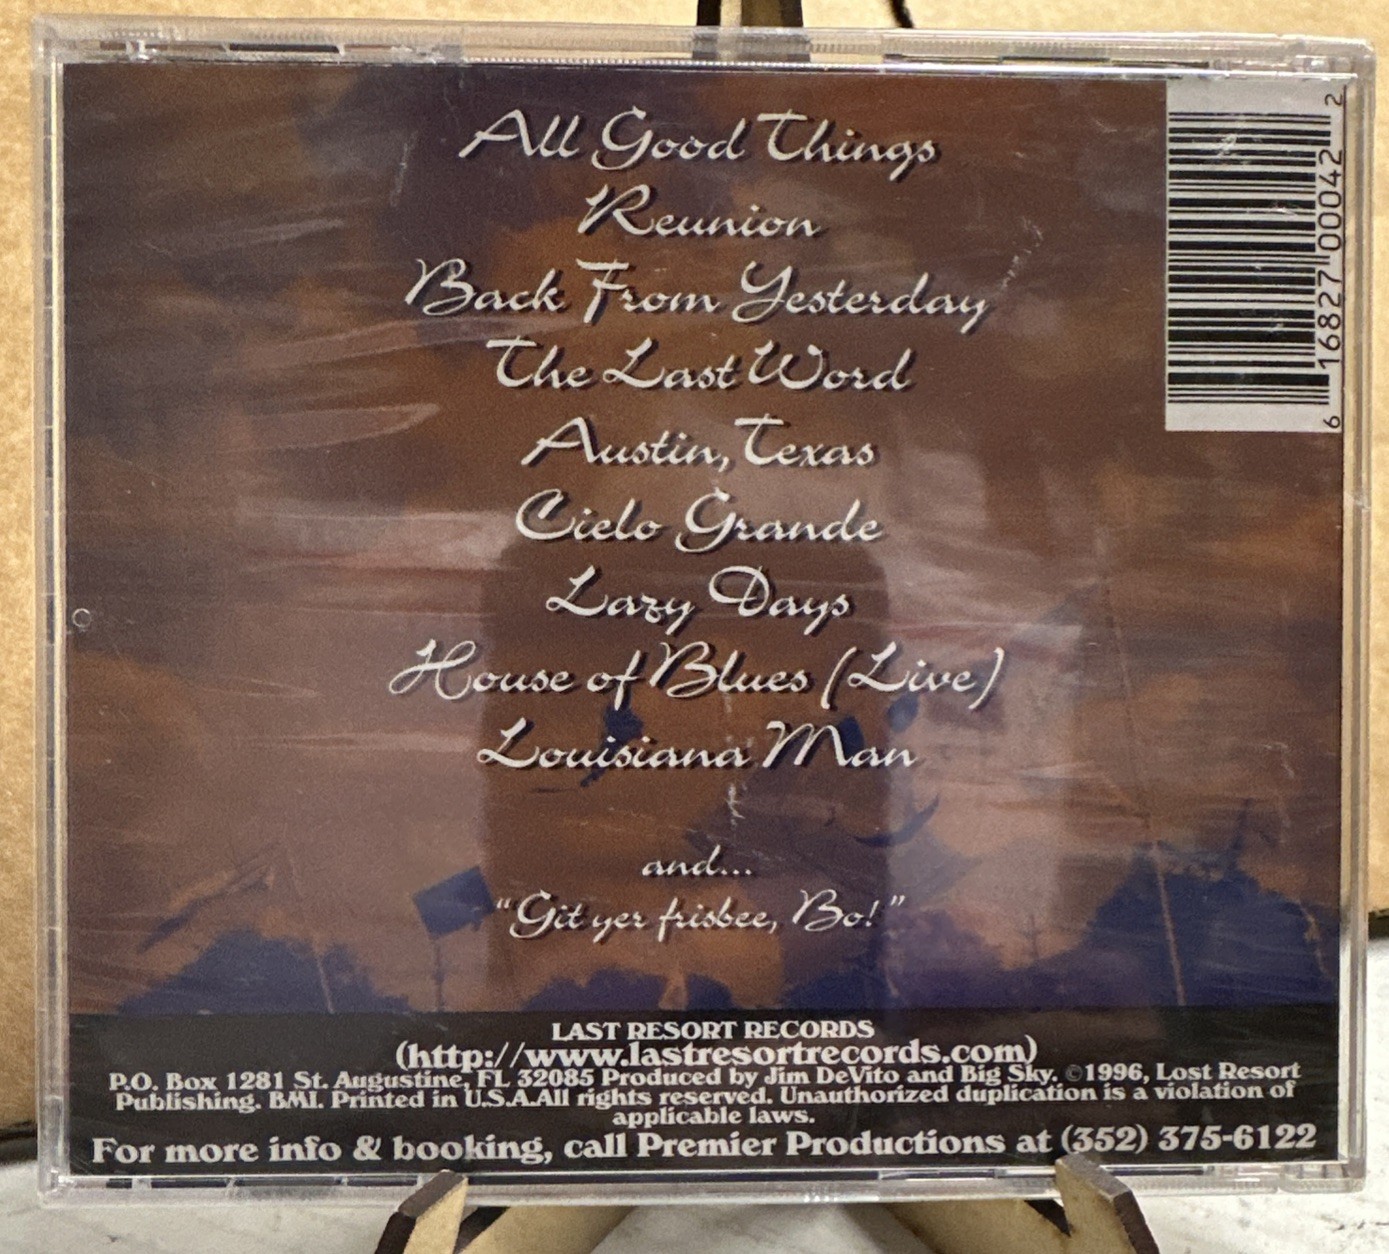 All Good Things
Reunion
Back From Yesterday
The Last Word
Austin, Texas
Cielo Grande
Lazy Days
House of Blues (Live)
Louisiana Man
and...
"Git yer frisbee, Bo!"
6 16827 00042 2
LAST RESORT RECORDS
(http://www.lastresortrecords.com)
P.O. Box 1281 St. Augustine, FL 32085 Produced by Jim DeVito and Big Sky. ©1996, Lost Resort
Publishing. BMI. Printed in U.S.A.All rights reserved. Unauthorized duplication is a violation of
applicable laws.
For more info & booking, call Premier Productions at (352) 375-6122